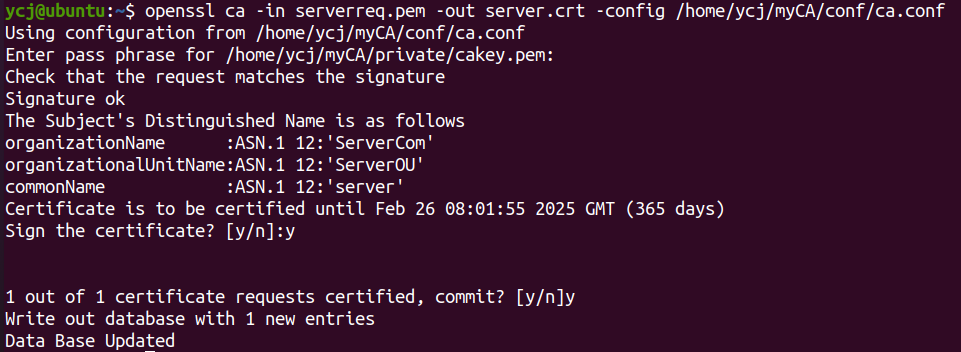 ycj@ubuntu:~$ openssl ca -in serverreq.pem -out server.crt -config /home/ycj/myCA/conf/ca.conf
Using configuration from /home/ycj/myCA/conf/ca.conf
Enter pass phrase for /home/ycj/myCA/private/cakey.pem:
Check that the request matches the signature
Signature ok
The Subject's Distinguished Name is as follows
organizationName      :ASN.1 12:'ServerCom'
organizationalUnitName:ASN.1 12:'ServerOU'
commonName            :ASN.1 12:'server'
Certificate is to be certified until Feb 26 08:01:55 2025 GMT (365 days)
Sign the certificate? [y/n]:y
1 out of 1 certificate requests certified, commit? [y/n]y
Write out database with 1 new entries
Data Base Updated